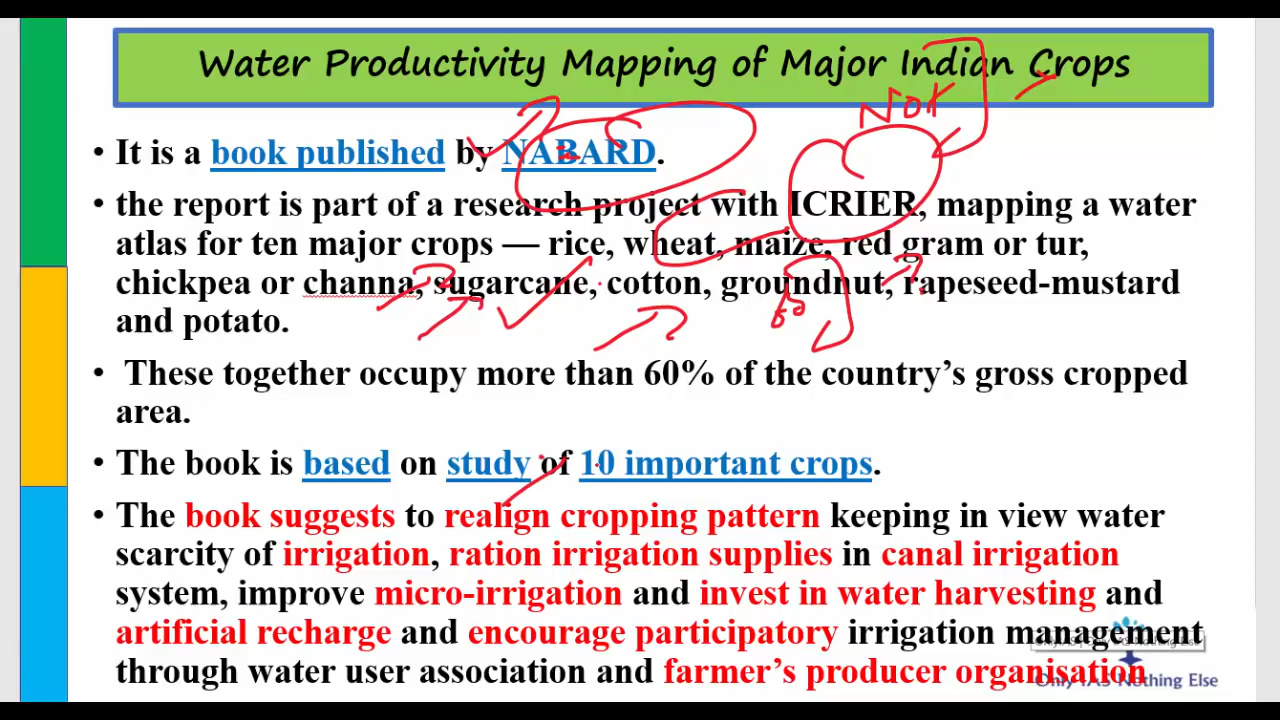 Water Productivity Mapping of Major Indian Crops
NOK
• It is a book published by NABARD.
• the report is part of a research project with ICRIER, mapping a water
atlas for ten major crops — rice, wheat, maize, red gram or tur,
chickpea or channa, sugarcane, cotton, groundnut, rapeseed-mustard
and potato.
• These together occupy more than 60% of the country’s gross cropped
area.
• The book is based on study of 10 important crops.
• The book suggests to realign cropping pattern keeping in view water
scarcity of irrigation, ration irrigation supplies in canal irrigation
system, improve micro-irrigation and invest in water harvesting and
artificial recharge and encourage participatory irrigation management
through water user association and farmer’s producer organisation
Only IAS Nothing Else